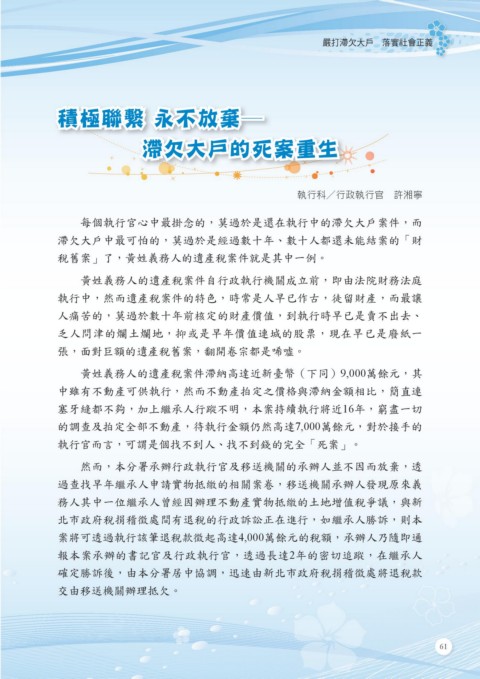 嚴打滯欠大戶　落實社會正義
積極聯繫 永不放棄—
滯欠大戶的死案重生
執行科／行政執行官　許湘寧
每個執行官心中最掛念的，莫過於是還在執行中的滯欠大戶案件，而
滯欠大戶中最可怕的，莫過於是經過數十年、數十人都還未能結案的「財
稅舊案」了，黃姓義務人的遺產稅案件就是其中一例。
黃姓義務人的遺產稅案件自行政執行機關成立前，即由法院財務法庭
執行中，然而遺產稅案件的特色，時常是人早已作古，徒留財產，而最讓
人痛苦的，莫過於數十年前核定的財產價值，到執行時早已是賣不出去、
乏人問津的爛土爛地，抑或是早年價值連城的股票，現在早已是廢紙一
張，面對巨額的遺產稅舊案，翻開卷宗都是唏噓。
黃姓義務人的遺產稅案件滯納高達近新臺幣（下同）9,000萬餘元，其
中雖有不動產可供執行，然而不動產拍定之價格與滯納金額相比，簡直連
塞牙縫都不夠，加上繼承人行蹤不明，本案持續執行將近16年，窮盡一切
的調查及拍定全部不動產，待執行金額仍然高達7,000萬餘元，對於接手的
執行官而言，可謂是個找不到人、找不到錢的完全「死案」。
然而，本分署承辦行政執行官及移送機關的承辦人並不因而放棄，透
過查找早年繼承人申請實物抵繳的相關案卷，移送機關承辦人發現原來義
務人其中一位繼承人曾經因辦理不動產實物抵繳的土地增值稅爭議，與新
北市政府稅捐稽徵處間有退稅的行政訴訟正在進行，如繼承人勝訴，則本
案將可透過執行該筆退稅款徵起高達4,000萬餘元的稅額，承辦人乃隨即通
報本案承辦的書記官及行政執行官，透過長達2年的密切追蹤，在繼承人
確定勝訴後，由本分署居中協調，迅速由新北市政府稅捐稽徵處將退稅款
交由移送機關辦理抵欠。
61